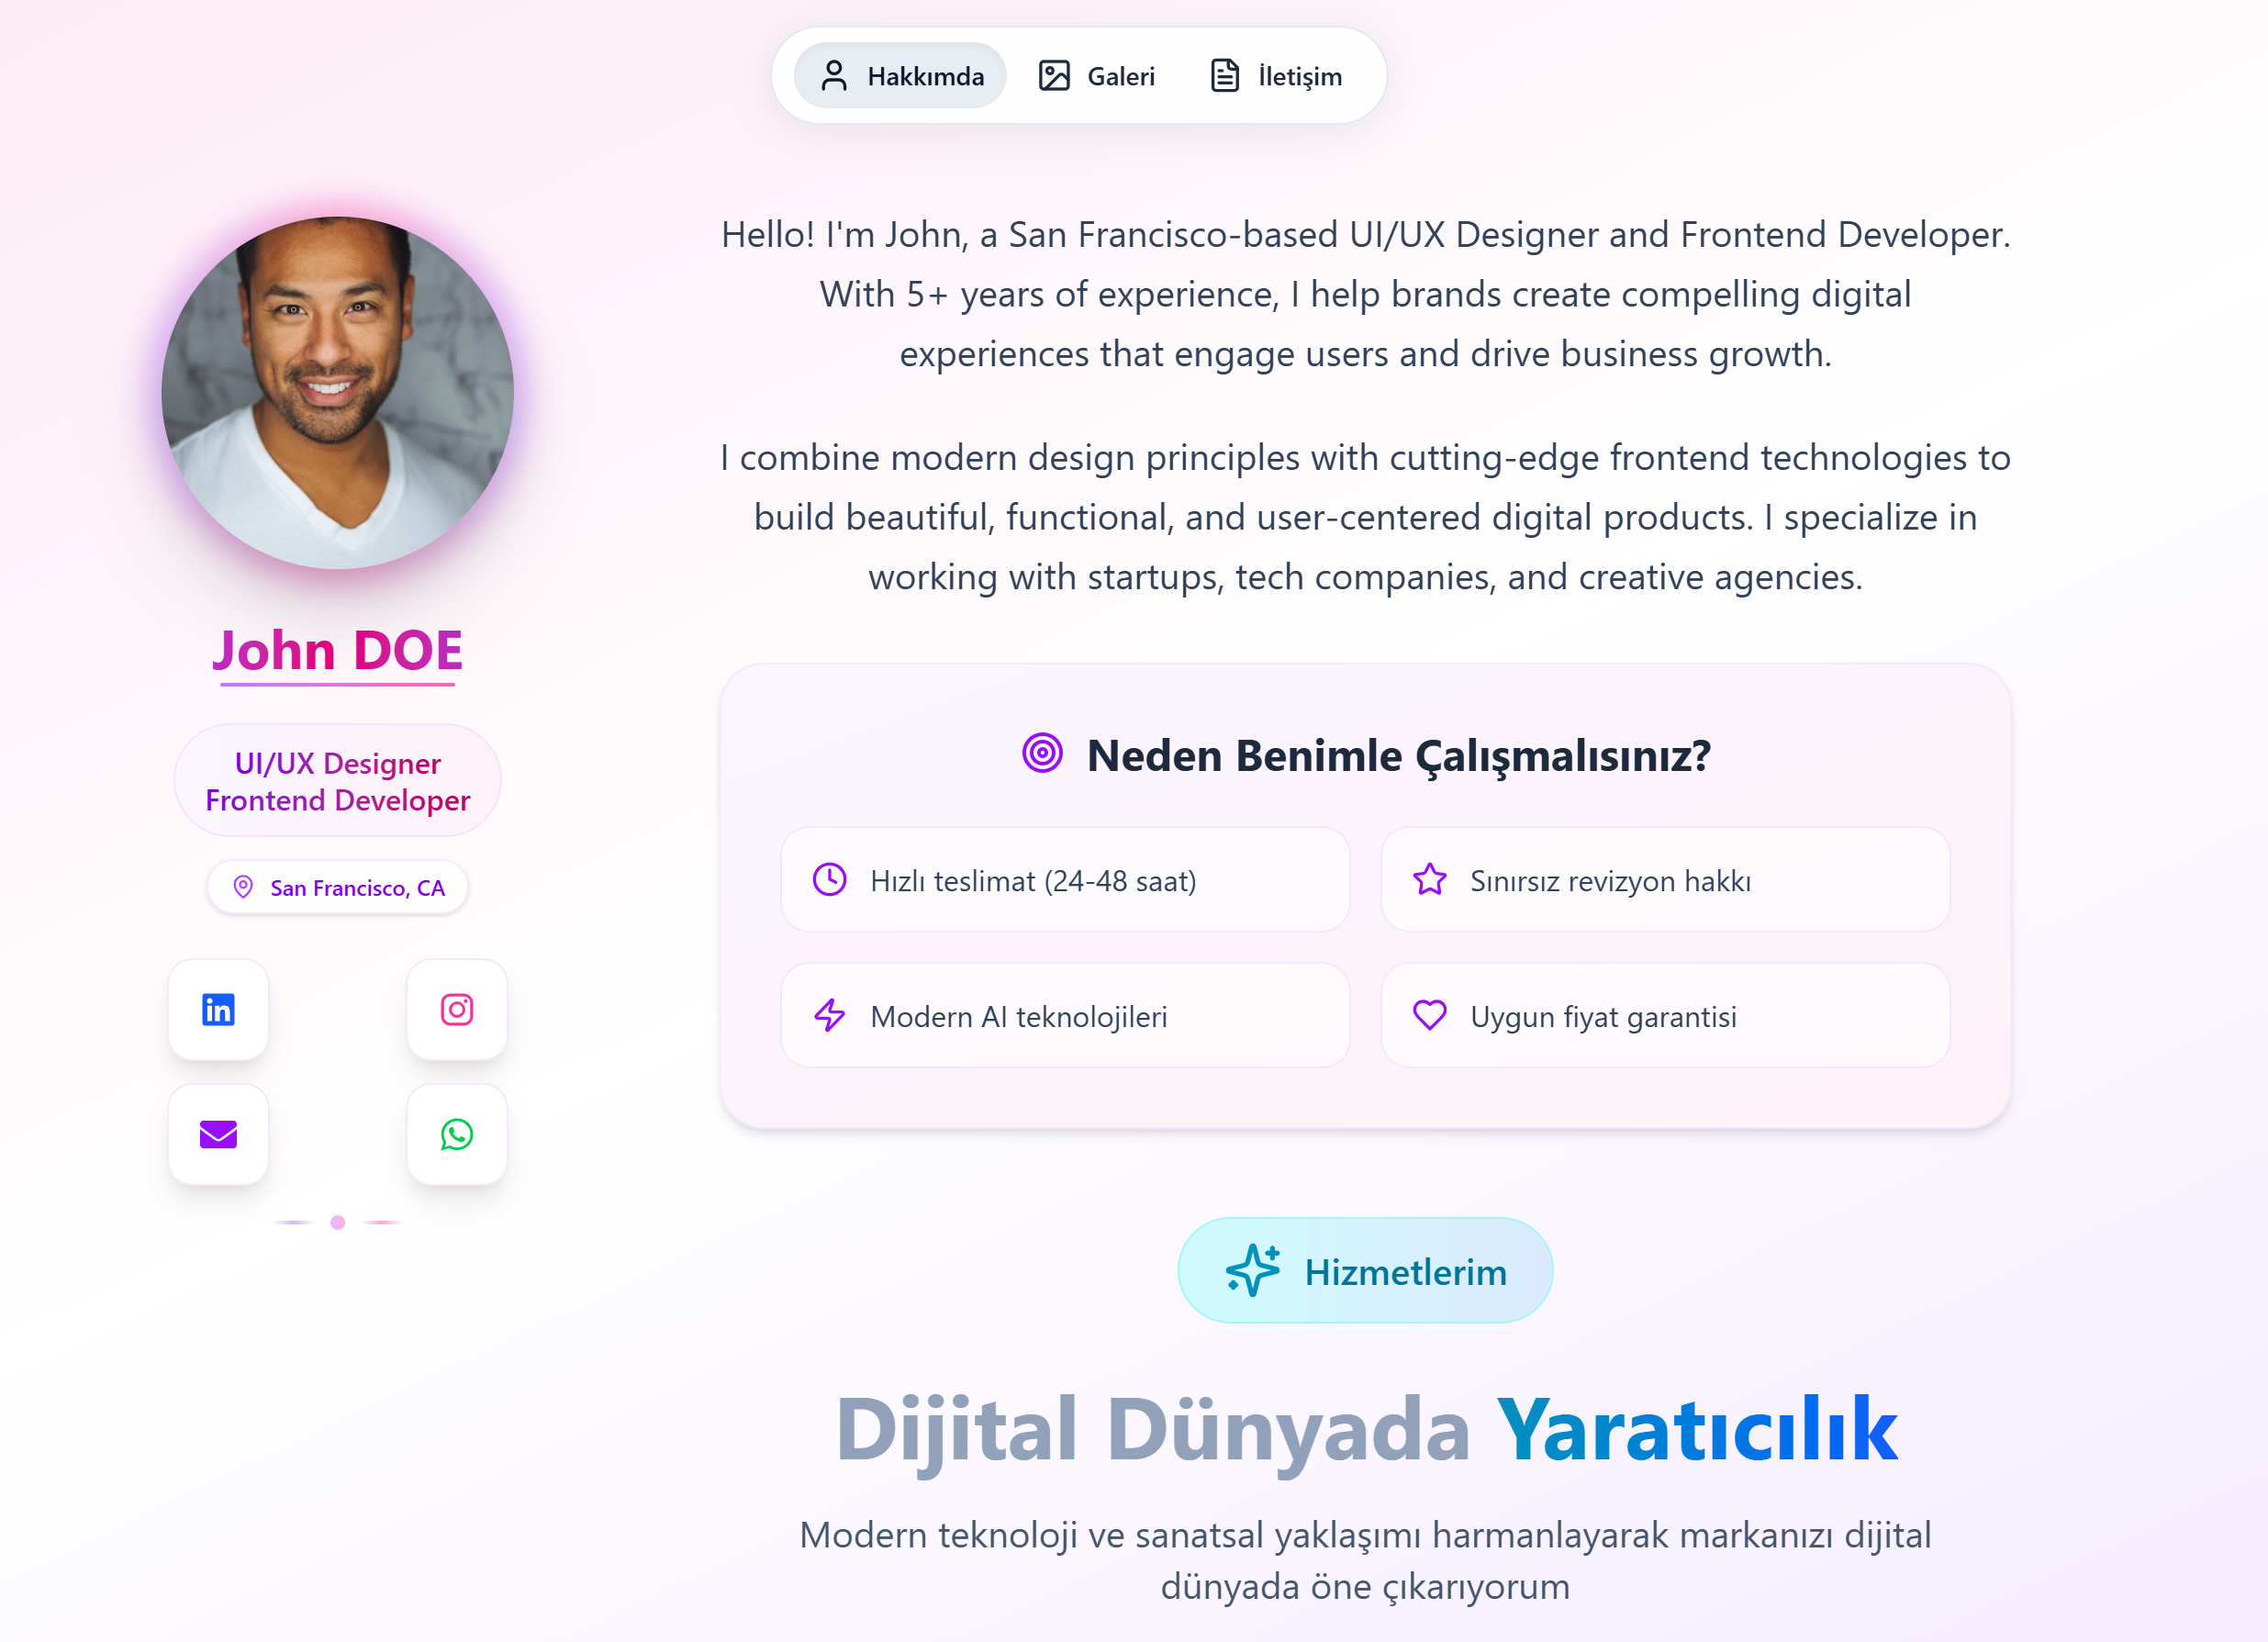 Hakkımda
Galeri
İletişim
John DOE
UI/UX Designer
Frontend Developer
San Francisco, CA
Hello! I'm John, a San Francisco-based UI/UX Designer and Frontend Developer.
With 5+ years of experience, I help brands create compelling digital
experiences that engage users and drive business growth.
I combine modern design principles with cutting-edge frontend technologies to
build beautiful, functional, and user-centered digital products. I specialize in
working with startups, tech companies, and creative agencies.
Neden Benimle Çalışmalısınız?
Hızlı teslimat (24-48 saat)
Sınırsız revizyon hakkı
Modern AI teknolojileri
Uygun fiyat garantisi
Hizmetlerim
Dijital Dünyada Yaratıcılık
Modern teknoloji ve sanatsal yaklaşımı harmanlayarak markanızı dijital
dünyada öne çıkarıyorum